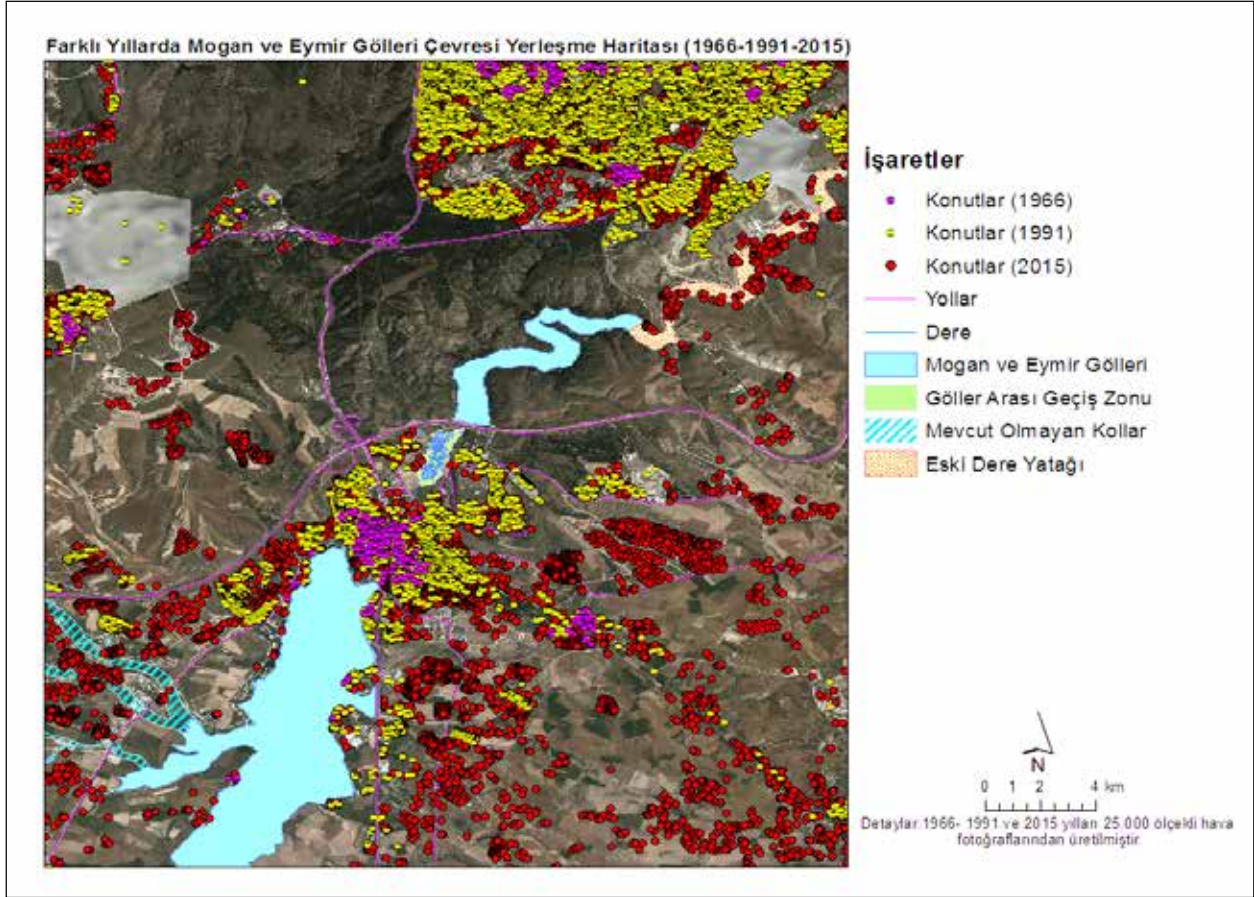 Farklı Yıllarda Mogan ve Eymir Gölleri Çevresi Yerleşme Haritası (1966-1991-2015)
İşaretler
Konutlar (1966)
Konutlar (1991)
Konutlar (2015)
Yollar
Dere
Mogan ve Eymir Gölleri
Göller Arası Geçiş Zonu
Mevcut Olmayan Kollar
Eski Dere Yatağı
N
0 1 2 4 km
Detaylar:1966- 1991 ve 2015 yılları 25.000 ölçekli hava
fotoğraflarından üretilmiştir.